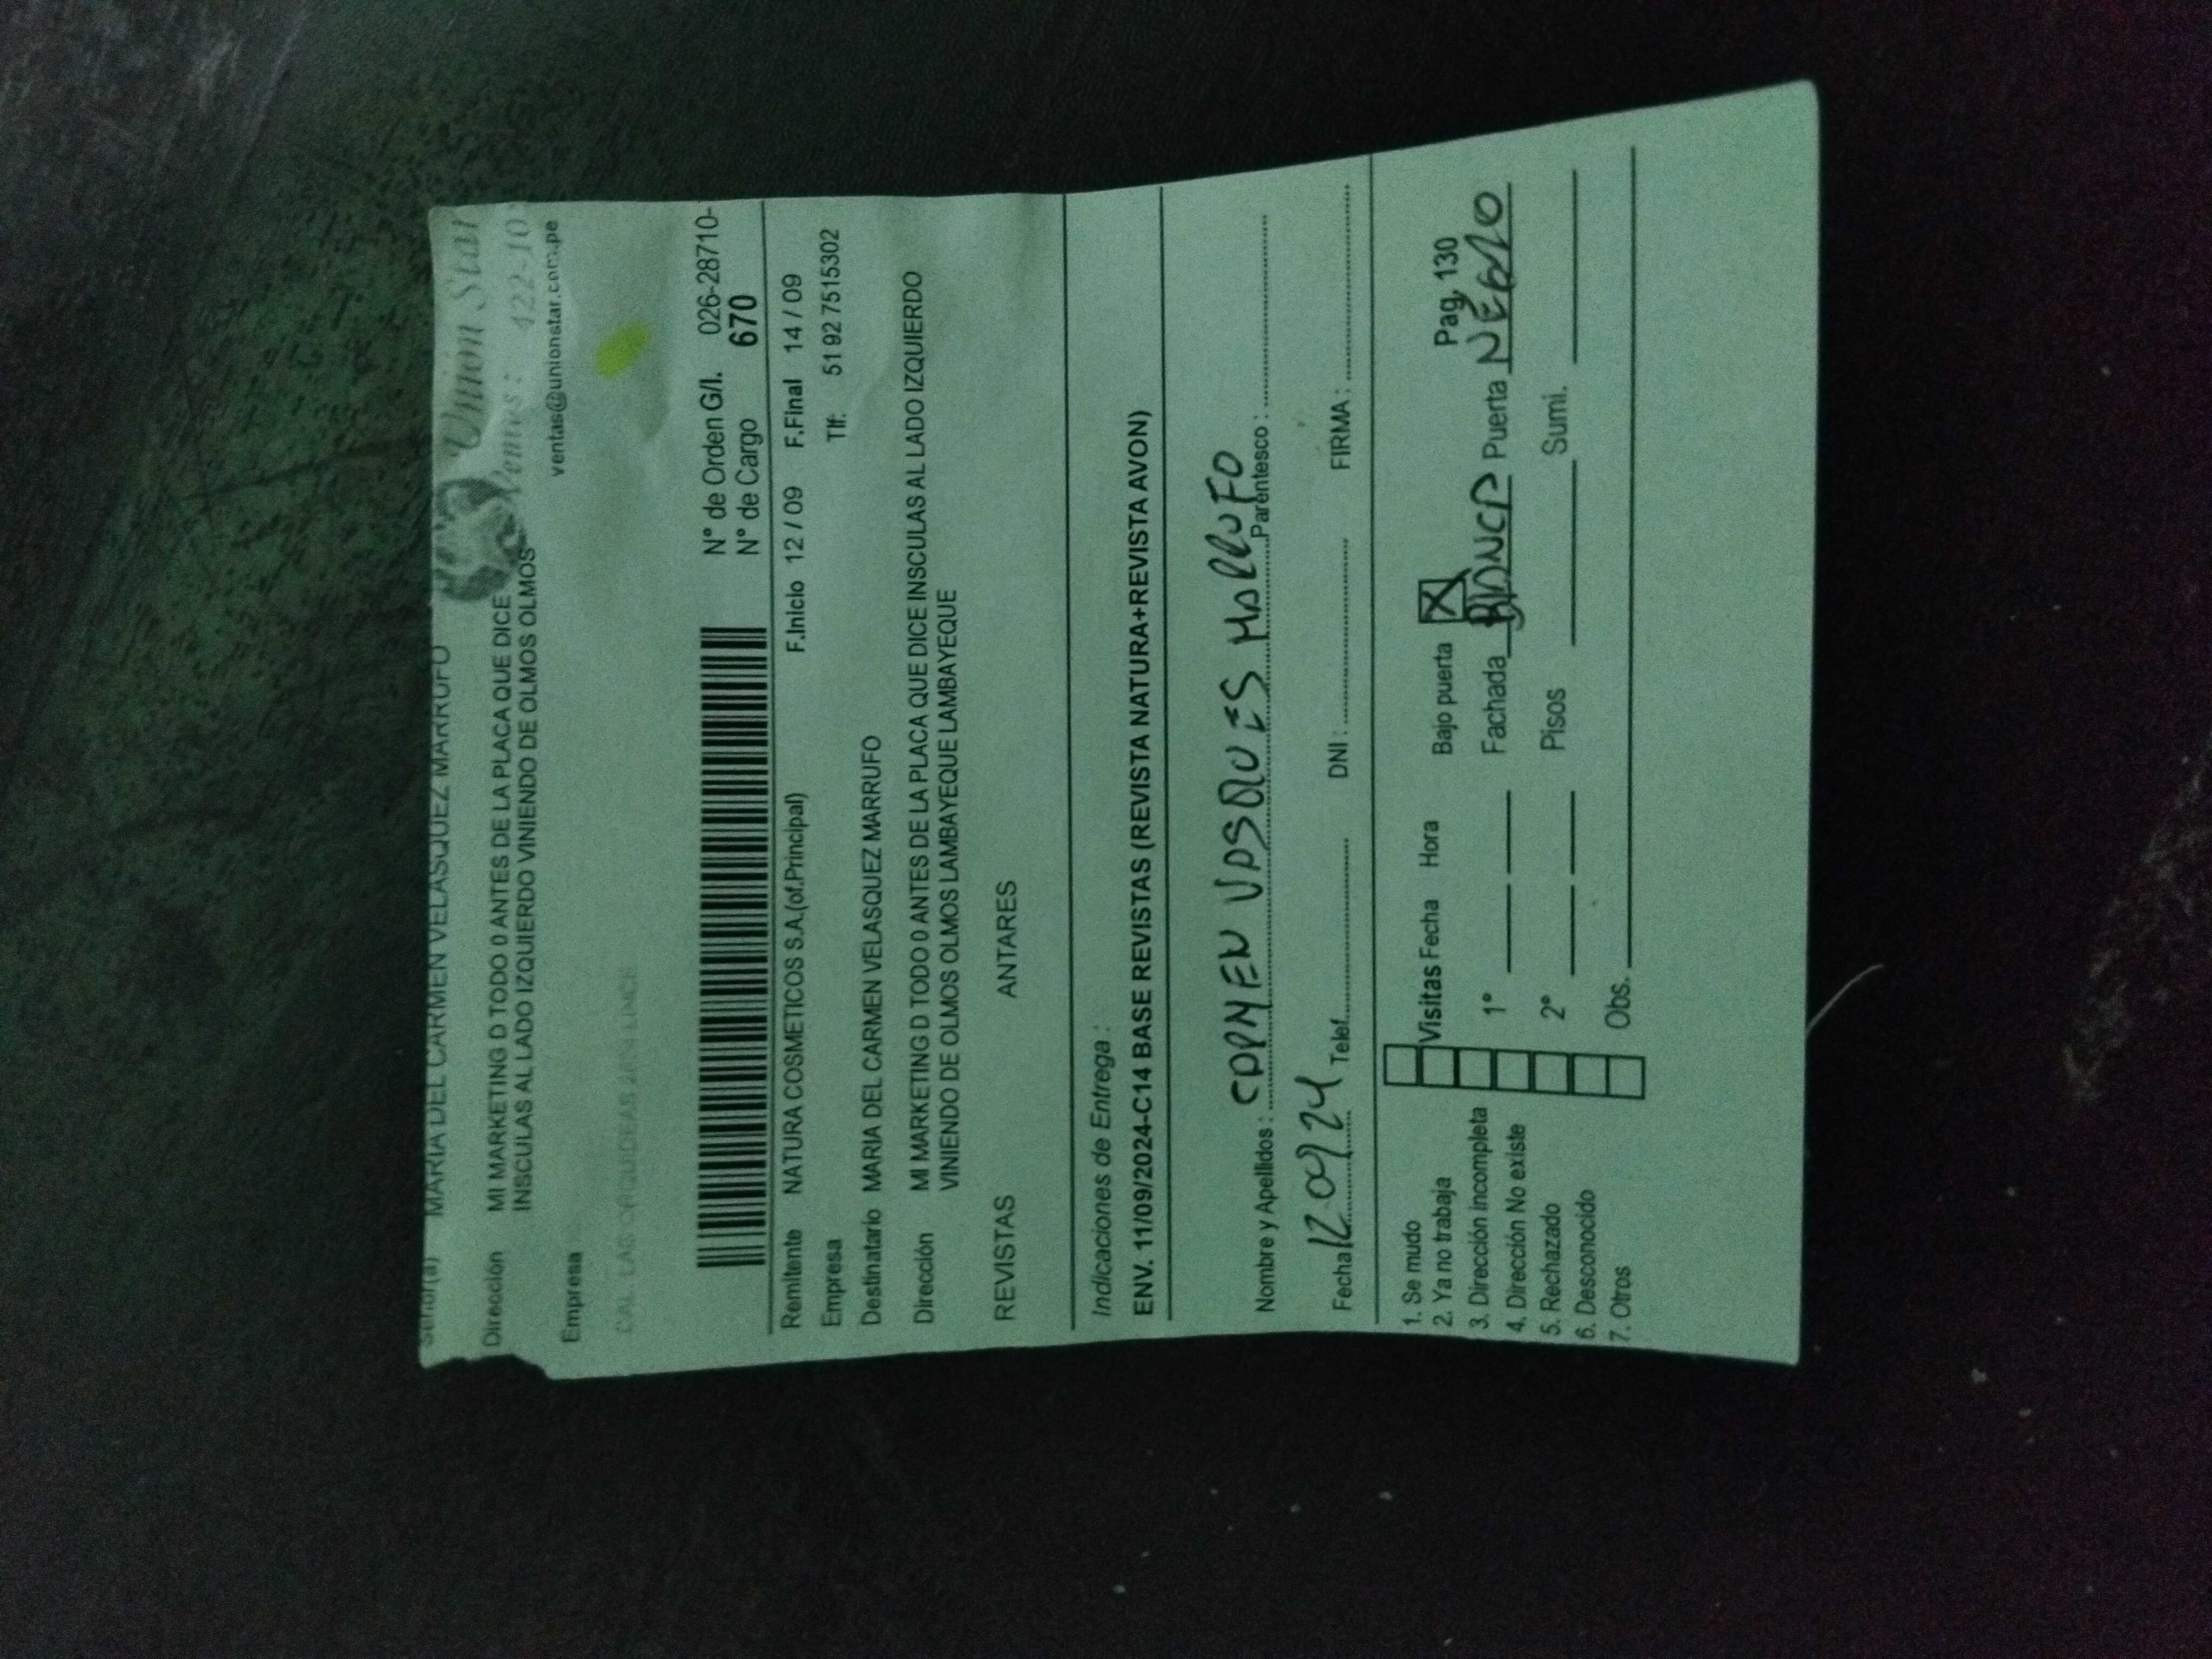 Señor(a) MARIA DEL CARMEN VELASQUEZ MARRUFO
Union Star
Dirección MI MARKETING D TODO 0 ANTES DE LA PLACA QUE DICE
INSCULAS AL LADO IZQUIERDO VINIENDO DE OLMOS OLMOS
: 422-10
ventas@unionstar.com.pe
Empresa
CAL. LAS ORQUIDEAS LINCE
N° de Orden G/I. 026-28710-
N° de Cargo 670
Remitente NATURA COSMETICOS S.A.(of.Principal) F.Inicio 12 / 09 F.Final 14 / 09
Empresa Tlf: 51 92 7515302
Destinatario MARIA DEL CARMEN VELASQUEZ MARRUFO
Dirección MI MARKETING D TODO 0 ANTES DE LA PLACA QUE DICE INSCULAS AL LADO IZQUIERDO
VINIENDO DE OLMOS OLMOS LAMBAYEQUE LAMBAYEQUE
REVISTAS ANTARES
Indicaciones de Entrega :
ENV. 11/09/2024-C14 BASE REVISTAS (REVISTA NATURA+REVISTA AVON)
Nombre y Apellidos : CARMEN VASQUES MARRUFO Parentesco :
Fecha 12 09 24 Telef. DNI : FIRMA :
1. Se mudo
2. Ya no trabaja Visitas Fecha Hora Bajo puerta X Pag, 130
3. Dirección incompleta
4. Dirección No existe 1° Fachada BLANCA Puerta NEGRO
5. Rechazado
6. Desconocido 2° Pisos Sumi.
7. Otros Obs.